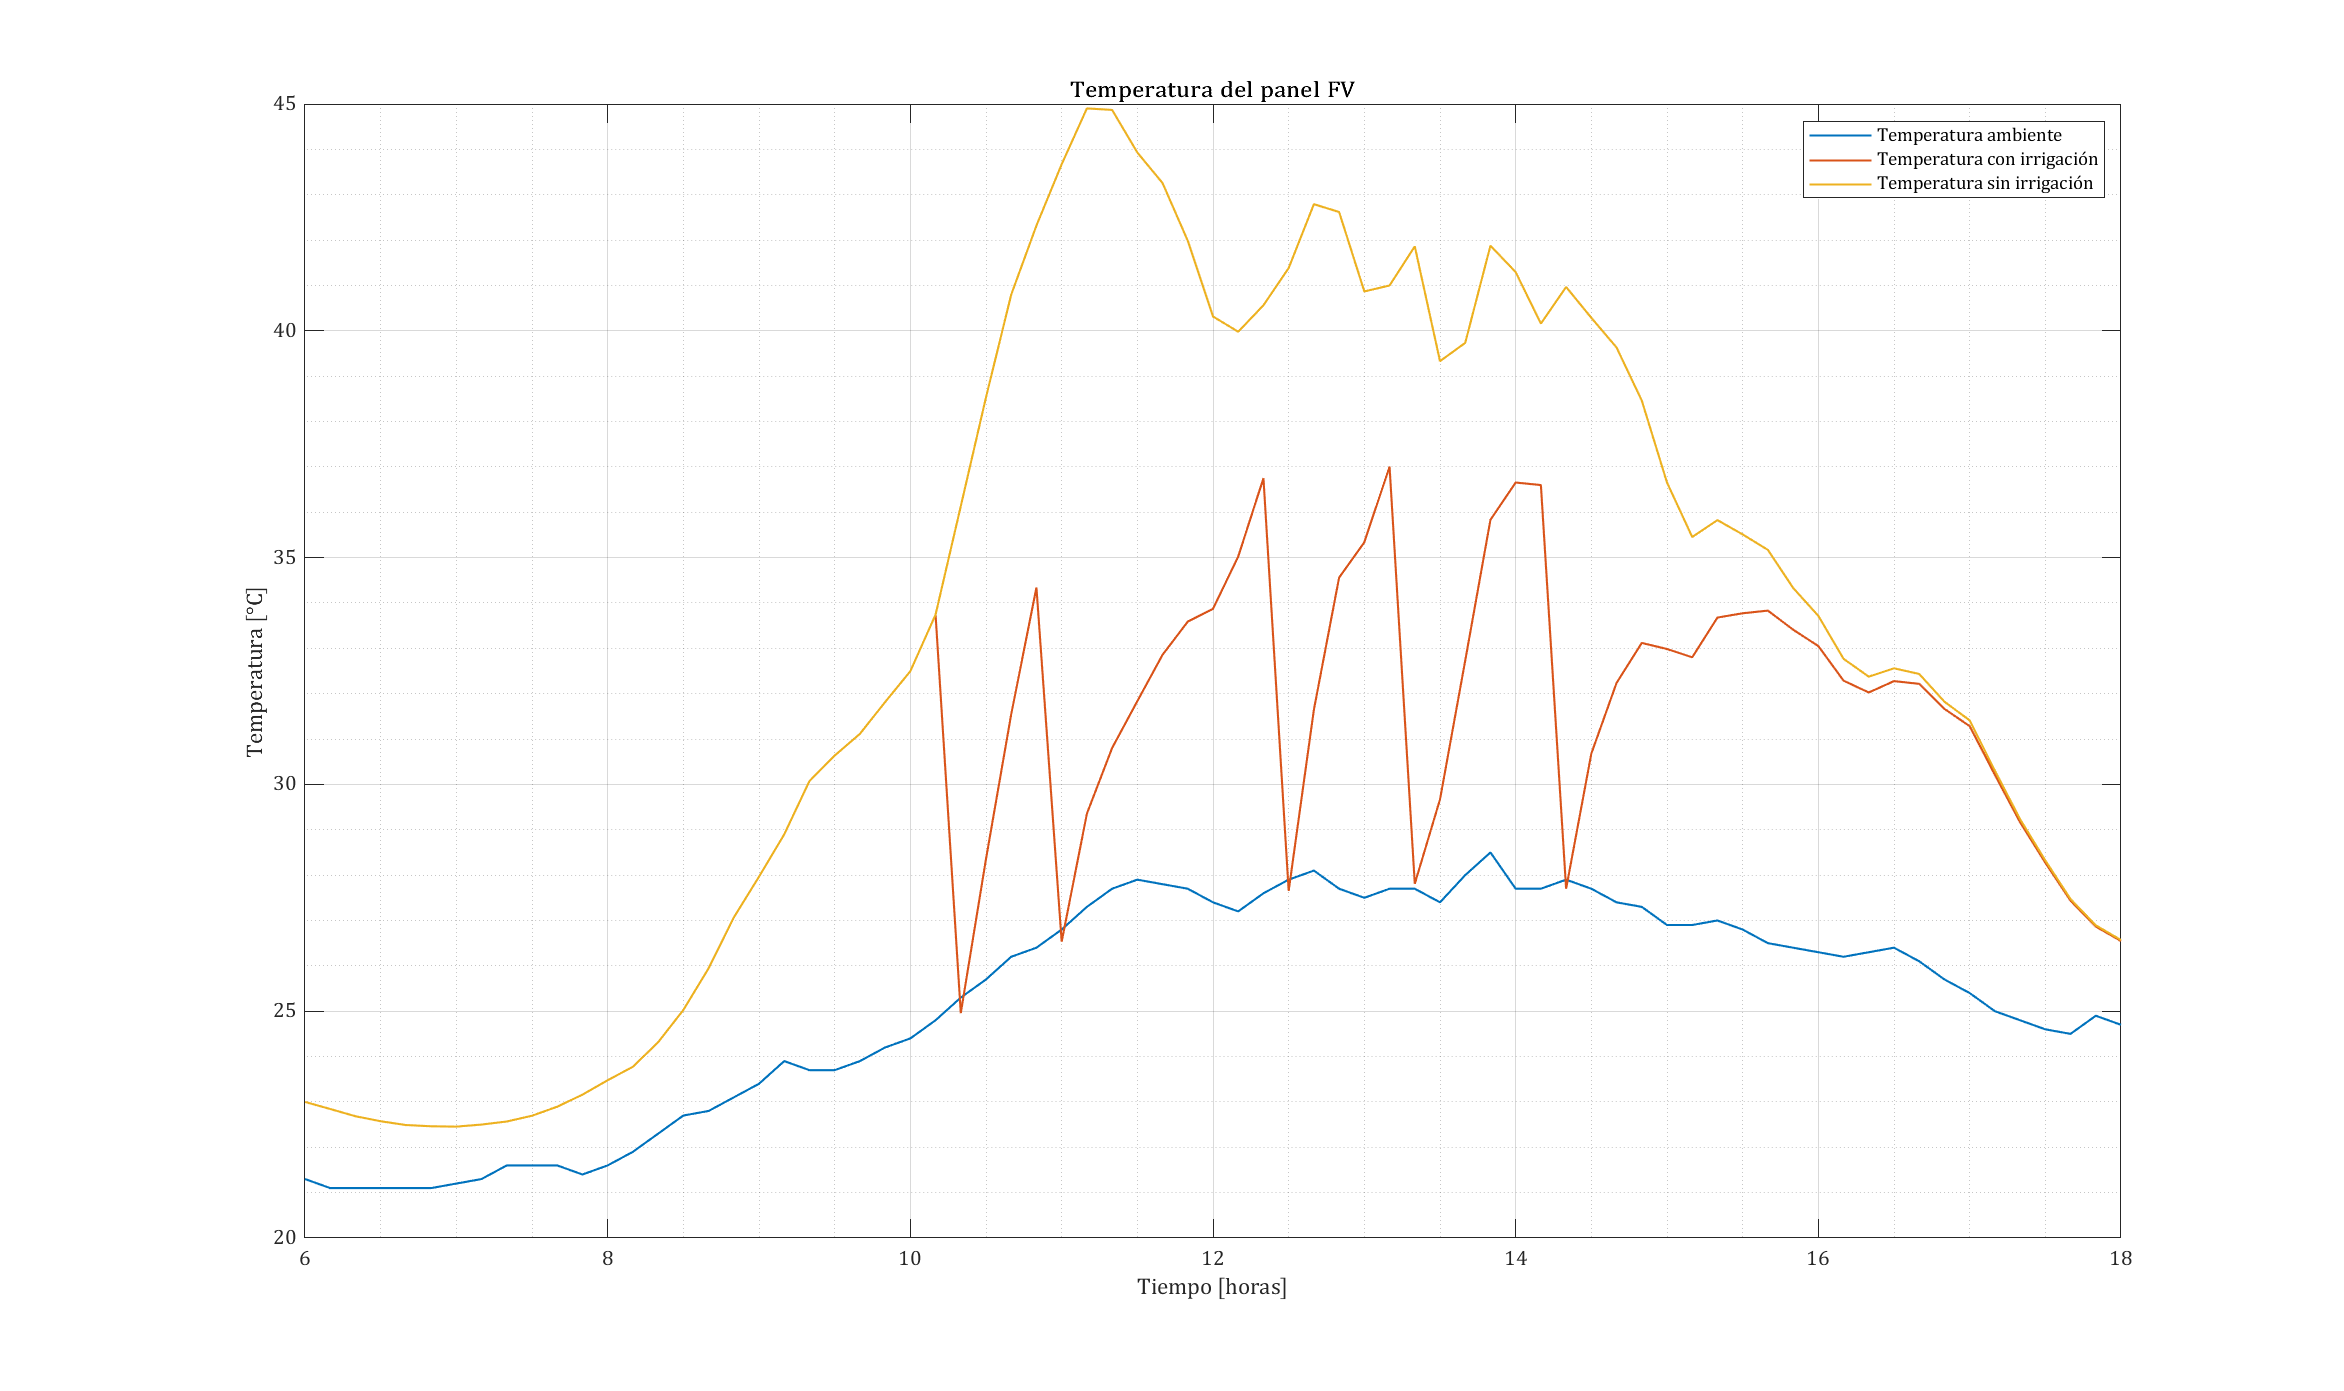 Temperatura del panel FV
45
40
35
30
25
20
Temperatura [°C]
Temperatura ambiente
Temperatura con irrigación
Temperatura sin irrigación
6 8 10 12 14 16 18
Tiempo [horas]